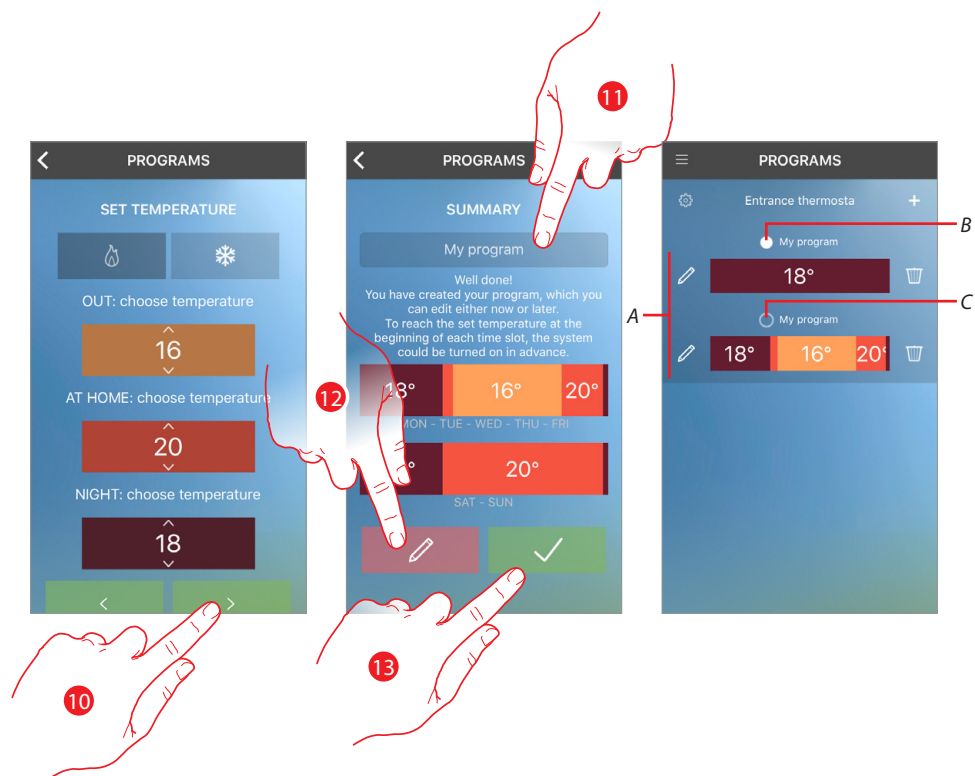 11
PROGRAMS
SET TEMPERATURE
OUT: choose temperature
16
AT HOME: choose temperature
20
NIGHT: choose temperature
18
< >
10
PROGRAMS
SUMMARY
My program
Well done!
You have created your program, which you
can edit either now or later.
To reach the set temperature at the
beginning of each time slot, the system
could be turned on in advance.
18° 16° 20°
MON - TUE - WED - THU - FRI
12
20°
SAT - SUN
13
PROGRAMS
Entrance thermosta +
B
My program
18°
A
C
My program
18° 16° 20°